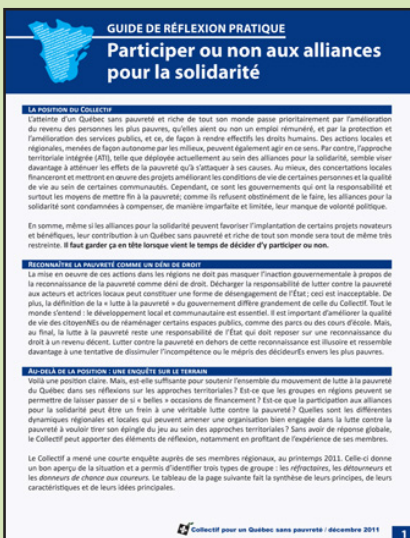 GUIDE DE RÉFLEXION PRATIQUE
Participer ou non aux alliances
pour la solidarité
LA POSITION DU COLLECTIF
L'atteinte d'un Québec sans pauvreté et riche de tout son monde passe prioritairement par l'amélioration
du revenu des personnes les plus pauvres, qu'elles aient ou non un emploi rémunéré, et par la protection et
l'amélioration des services publics, et ce, de façon à rendre effectifs les droits humains. Des actions locales et
régionales, menées de façon autonome par les milieux, peuvent également agir en ce sens. Par contre, l'approche
territoriale intégrée (ATI), telle que déployée actuellement au sein des alliances pour la solidarité, semble viser
davantage à atténuer les effets de la pauvreté qu'à s'attaquer à ses causes. Au mieux, des concertations locales
financeront et mettront en œuvre des projets améliorant les conditions de vie de certaines personnes et la qualité
de vie au sein de certaines communautés. Cependant, ce sont les gouvernements qui ont la responsabilité et
surtout les moyens de mettre fin à la pauvreté; comme ils refusent obstinément de le faire, les alliances pour la
solidarité sont condamnées à compenser, de manière imparfaite et limitée, leur manque de volonté politique.
En somme, même si les alliances pour la solidarité peuvent favoriser l'implantation de certains projets novateurs
et bénéfiques, leur contribution à un Québec sans pauvreté et riche de tout son monde sera tout de même très
restreinte. Il faut garder ça en tête lorsque vient le temps de décider d'y participer ou non.
RECONNAÎTRE LA PAUVRETÉ COMME UN DÉNI DE DROIT
La mise en oeuvre de ces actions dans les régions ne doit pas masquer l'inaction gouvernementale à propos de
la reconnaissance de la pauvreté comme déni de droit. Décharger la responsabilité de lutter contre la pauvreté
aux acteurs et actrices locaux peut constituer une forme de désengagement de l'État ; ceci est inacceptable. De
plus, la définition de la « lutte à la pauvreté » du gouvernement diffère grandement de celle du Collectif. Tout le
monde s'entend : le développement local et communautaire est essentiel. Il est important d'améliorer la qualité
de vie des citoyenNEs ou de réaménager certains espaces publics, comme des parcs ou des cours d'école. Mais,
au final, la lutte à la pauvreté reste une responsabilité de l'État qui doit reposer sur une reconnaissance du
droit à un revenu décent. Lutter contre la pauvreté en dehors de cette reconnaissance est illusoire et ressemble
davantage à une tentative de dissimuler l'incompétence ou le mépris des décideurEs envers les plus pauvres.
AU-DELÀ DE LA POSITION : UNE ENQUÊTE SUR LE TERRAIN
Voilà une position claire. Mais, est-elle suffisante pour soutenir l'ensemble du mouvement de lutte à la pauvreté
du Québec dans ses réflexions sur les approches territoriales? Est-ce que les groupes en régions peuvent se
permettre de laisser passer de si « belles » occasions de financement ? Est-ce que la participation aux alliances
pour la solidarité peut être un frein à une véritable lutte contre la pauvreté ? Quelles sont les différentes
dynamiques régionales et locales qui peuvent amener une organisation bien engagée dans la lutte contre la
pauvreté à vouloir tirer son épingle du jeu au sein des approches territoriales ? Sans avoir de réponse globale,
le Collectif peut apporter des éléments de réflexion, notamment en profitant de l'expérience de ses membres.
Le Collectif a mené une courte enquête auprès de ses membres régionaux, au printemps 2011. Celle-ci donne
un bon aperçu de la situation et a permis d'identifier trois types de groupe : les réfractaires, les détourneurs et
les donneurs de chance aux coureurs. Le tableau de la page suivante fait la synthèse de leurs principes, de leurs
caractéristiques et de leurs idées principales.
Collectif pour un Québec sans pauvreté / décembre 2011 1